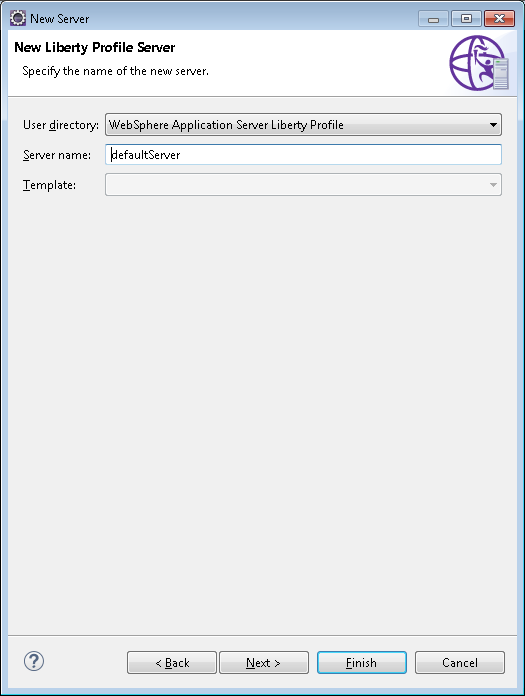 New Server
New Liberty Profile Server
Specify the name of the new server.
User directory: WebSphere Application Server Liberty Profile
Server name: defaultServer
Template:
? < Back Next > Finish Cancel